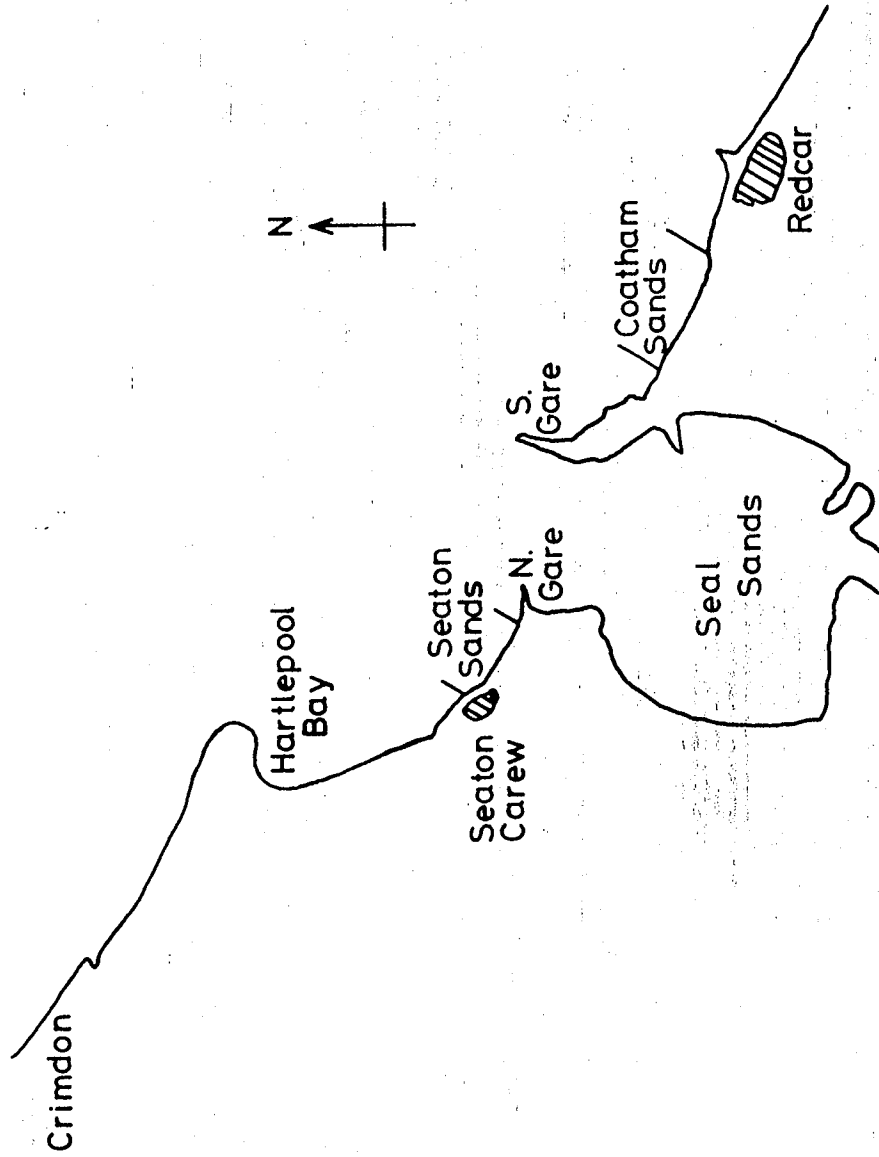 Crimdon
Hartlepool
Bay
N
Seaton
Sands
Seaton
Carew
N.
Gare
S.
Gare
Coatham
Sands
Redcar
Seal
Sands